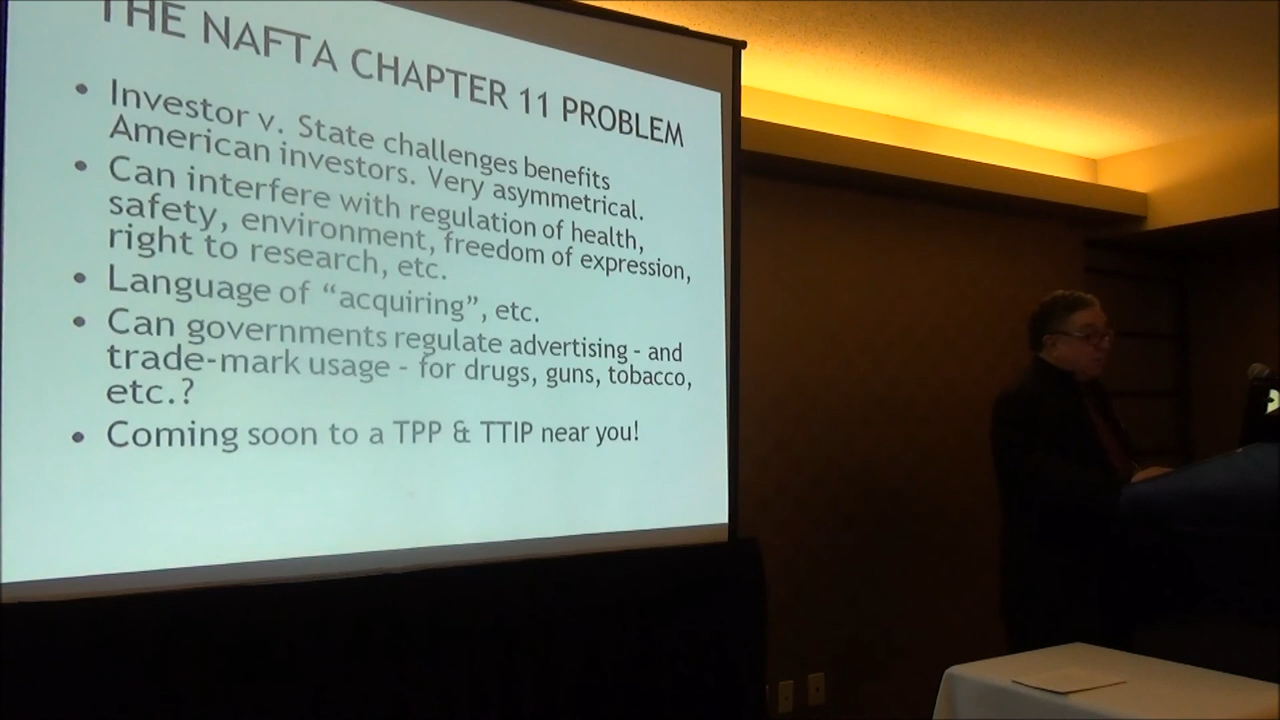 THE NAFTA CHAPTER 11 PROBLEM
• Investor v. State challenges benefits
American investors. Very asymmetrical.
• Can interfere with regulation of health,
safety, environment, freedom of expression,
right to research, etc.
• Language of “acquiring”, etc.
• Can governments regulate advertising - and
trade-mark usage - for drugs, guns, tobacco,
etc.?
• Coming soon to a TPP & TTIP near you!